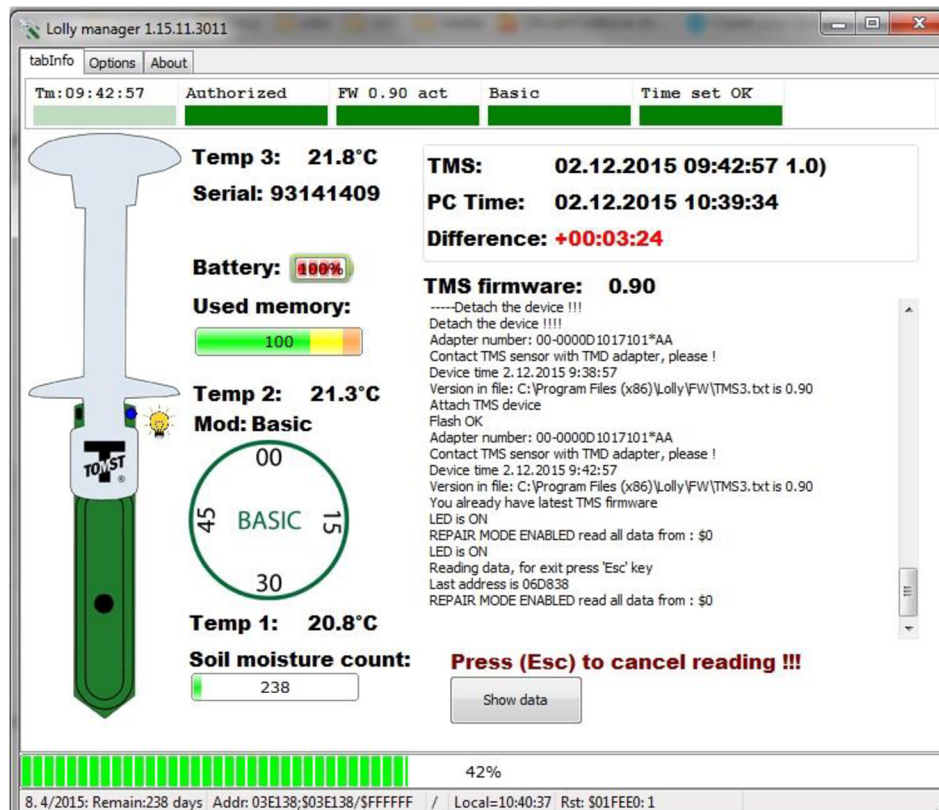 Lolly manager 1.15.11.3011
tabInfo Options About
Tm:09:42:57 Authorized FW 0.90 act Basic Time set OK
Temp 3: 21.8°C
Serial: 93141409
TMS: 02.12.2015 09:42:57 1.0)
PC Time: 02.12.2015 10:39:34
Difference: +00:03:24
Battery: 100%
Used memory:
100
TMS firmware: 0.90
-----Detach the device !!!
Detach the device !!!!
Adapter number: 00-0000D1017101*AA
Contact TMS sensor with TMD adapter, please !
Device time 2.12.2015 9:38:57
Version in file: C:\Program Files (x86)\Lolly\FW\TMS3.txt is 0.90
Attach TMS device
Flash OK
Adapter number: 00-0000D1017101*AA
Contact TMS sensor with TMD adapter, please !
Device time 2.12.2015 9:42:57
Version in file: C:\Program Files (x86)\Lolly\FW\TMS3.txt is 0.90
You already have latest TMS firmware
LED is ON
REPAIR MODE ENABLED read all data from : $0
LED is ON
Reading data, for exit press 'Esc' key
Last address is 06D838
REPAIR MODE ENABLED read all data from : $0
Temp 2: 21.3°C
Mod: Basic
TOMST ®
00
45 BASIC 15
30
Temp 1: 20.8°C
Soil moisture count:
238
Press (Esc) to cancel reading !!!
Show data
42%
8. 4/2015: Remain:238 days Addr: 03E138;$03E138/$FFFFFF / Local=10:40:37 Rst: $01FEE0: 1